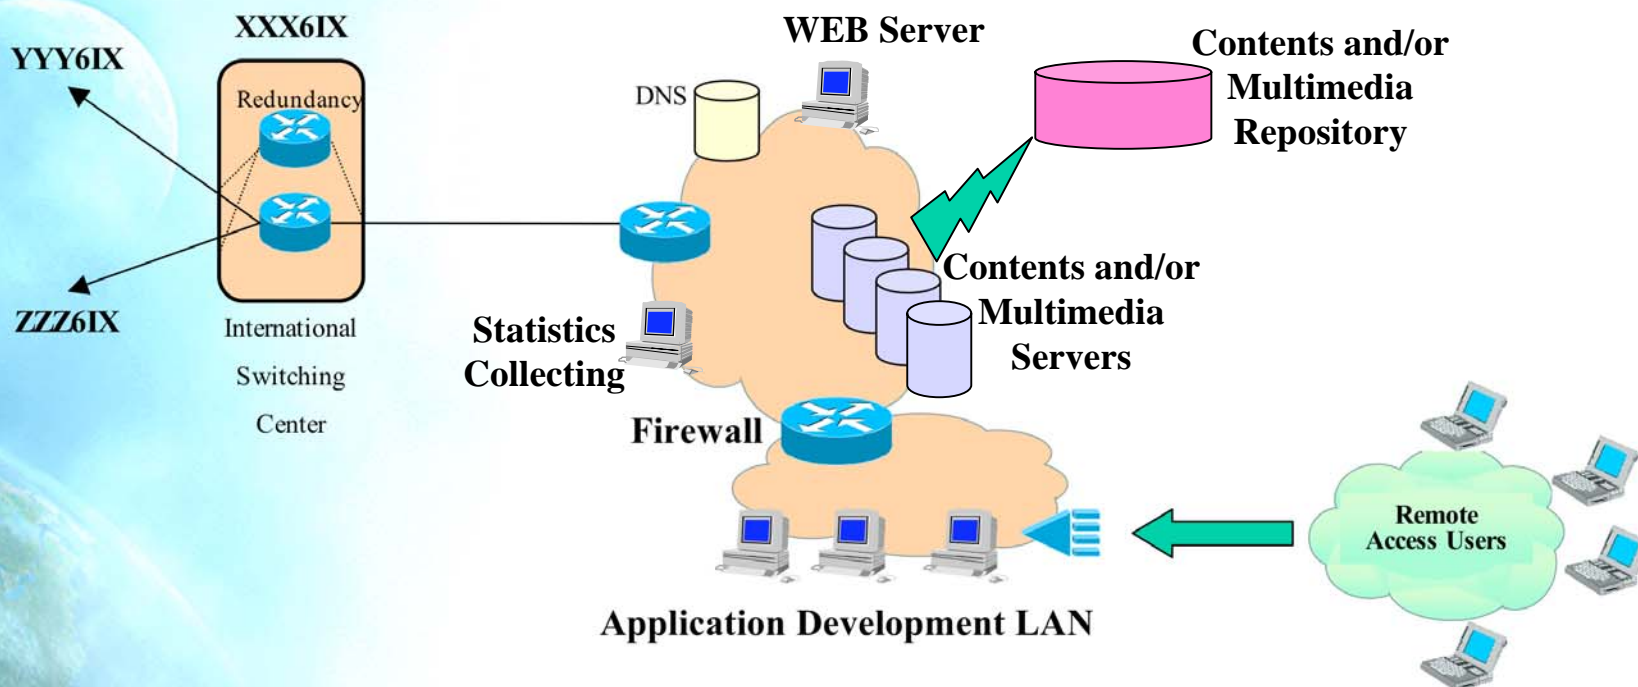 XXX6IX
YYY6IX
Redundancy
ZZZ6IX
International
Switching
Center
DNS
WEB Server
Contents and/or
Multimedia
Repository
Contents and/or
Multimedia
Servers
Statistics
Collecting
Firewall
Remote
Access Users
Application Development LAN